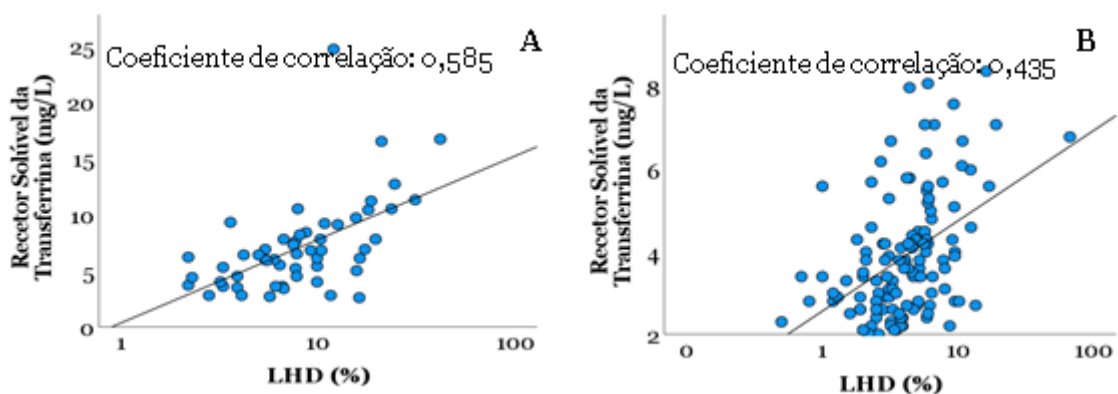 A
Coeficiente de correlação: 0,585
Recetor Solúvel da
Transferrina (mg/L)
25
20
15
10
5
0
1
10
100
LHD (%)
B
Coeficiente de correlação: 0,435
Recetor Solúvel da
Transferrina (mg/L)
8
6
4
2
0
1
10
100
LHD (%)